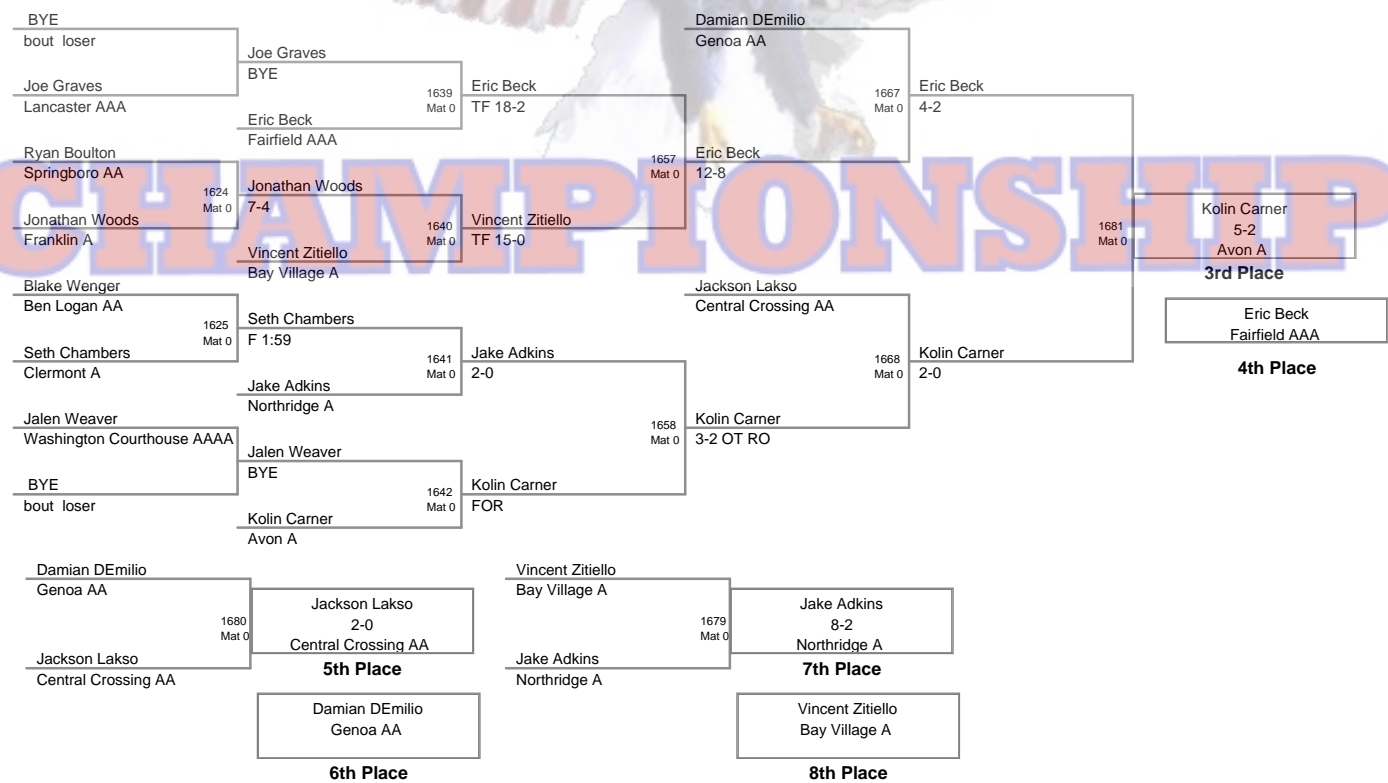 BYE
bout loser
Joe Graves
Lancaster AAA
Joe Graves
BYE
Eric Beck
Fairfield AAA
1639
Mat 0
Eric Beck
TF 18-2
Ryan Boulton
Springboro AA
Jonathan Woods
Franklin A
1624
Mat 0
Jonathan Woods
7-4
Vincent Zitiello
Bay Village A
1640
Mat 0
Vincent Zitiello
TF 15-0
1657
Mat 0
Eric Beck
12-8
Damian DEmilio
Genoa AA
1667
Mat 0
Eric Beck
4-2
CHAMPIONSHIP
Blake Wenger
Ben Logan AA
Seth Chambers
Clermont A
1625
Mat 0
Seth Chambers
F 1:59
Jake Adkins
Northridge A
1641
Mat 0
Jake Adkins
2-0
Jalen Weaver
Washington Courthouse AAAA
BYE
bout loser
Jalen Weaver
BYE
Kolin Carner
Avon A
1642
Mat 0
Kolin Carner
FOR
1658
Mat 0
Kolin Carner
3-2 OT RO
Jackson Lakso
Central Crossing AA
1668
Mat 0
Kolin Carner
2-0
1681
Mat 0
Kolin Carner
5-2
Avon A
3rd Place
Eric Beck
Fairfield AAA
4th Place
Damian DEmilio
Genoa AA
Jackson Lakso
Central Crossing AA
1680
Mat 0
Jackson Lakso
2-0
Central Crossing AA
5th Place
Damian DEmilio
Genoa AA
6th Place
Vincent Zitiello
Bay Village A
Jake Adkins
Northridge A
1679
Mat 0
Jake Adkins
8-2
Northridge A
7th Place
Vincent Zitiello
Bay Village A
8th Place